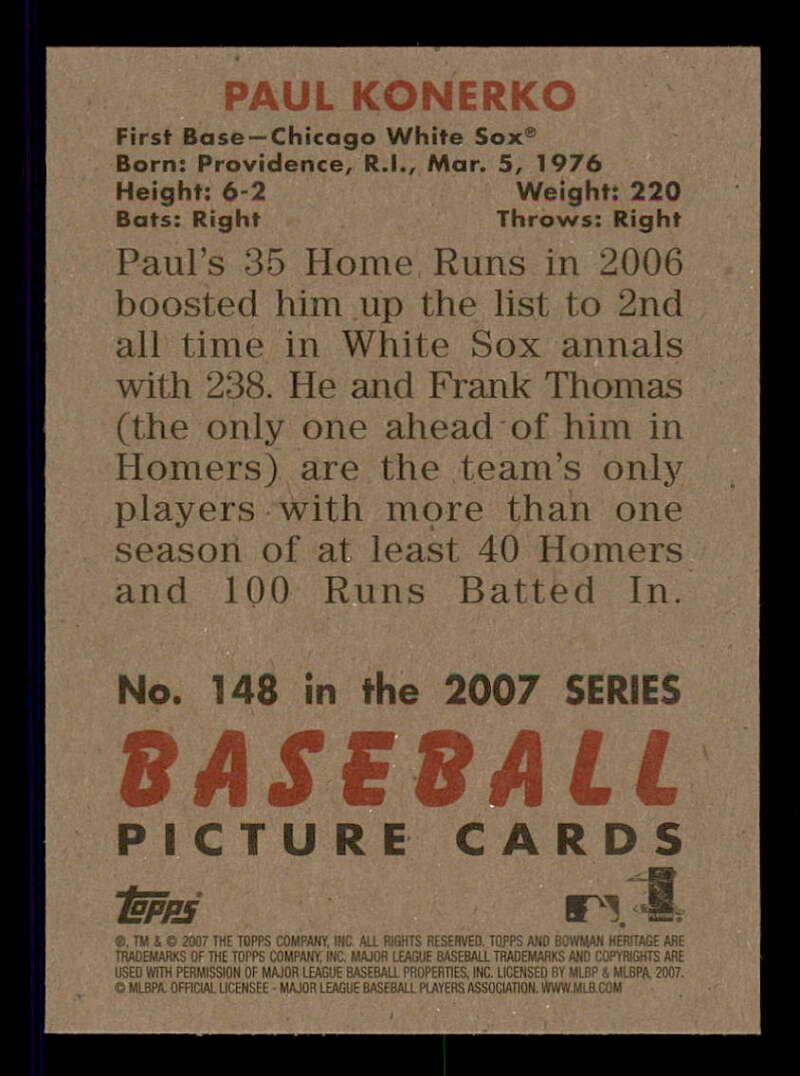 PAUL KONERKO
First Base—Chicago White Sox®
Born: Providence, R.I., Mar. 5, 1976
Height: 6-2 Weight: 220
Bats: Right Throws: Right
Paul's 35 Home Runs in 2006
boosted him up the list to 2nd
all time in White Sox annals
with 238. He and Frank Thomas
(the only one ahead of him in
Homers) are the team's only
players with more than one
season of at least 40 Homers
and 100 Runs Batted In.
No. 148 in the 2007 SERIES
BASEBALL
PICTURE CARDS
TOPPS
®, TM & © 2007 THE TOPPS COMPANY, INC. ALL RIGHTS RESERVED. TOPPS AND BOWMAN HERITAGE ARE
TRADEMARKS OF THE TOPPS COMPANY, INC. MAJOR LEAGUE BASEBALL TRADEMARKS AND COPYRIGHTS ARE
USED WITH PERMISSION OF MAJOR LEAGUE BASEBALL PROPERTIES, INC. LICENSED BY MLBP & MLBPA, 2007.
© MLBPA. OFFICIAL LICENSEE - MAJOR LEAGUE BASEBALL PLAYERS ASSOCIATION. WWW.MLB.COM